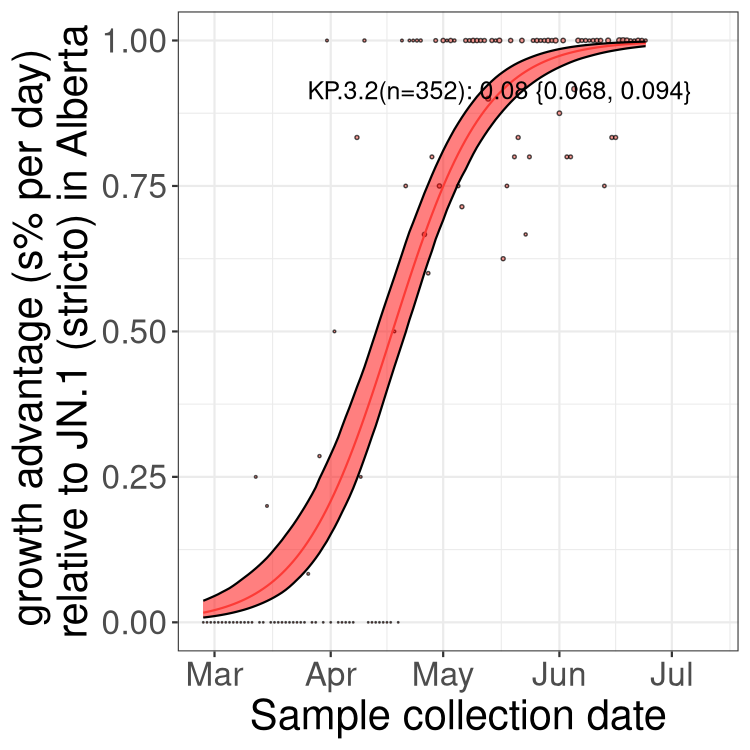 growth advantage (s% per day)
relative to JN.1 (stricto) in Alberta
1.00
0.75
0.50
0.25
0.00
KP.3.2(n=352): 0.08 {0.068, 0.094}
Mar Apr May Jun Jul
Sample collection date